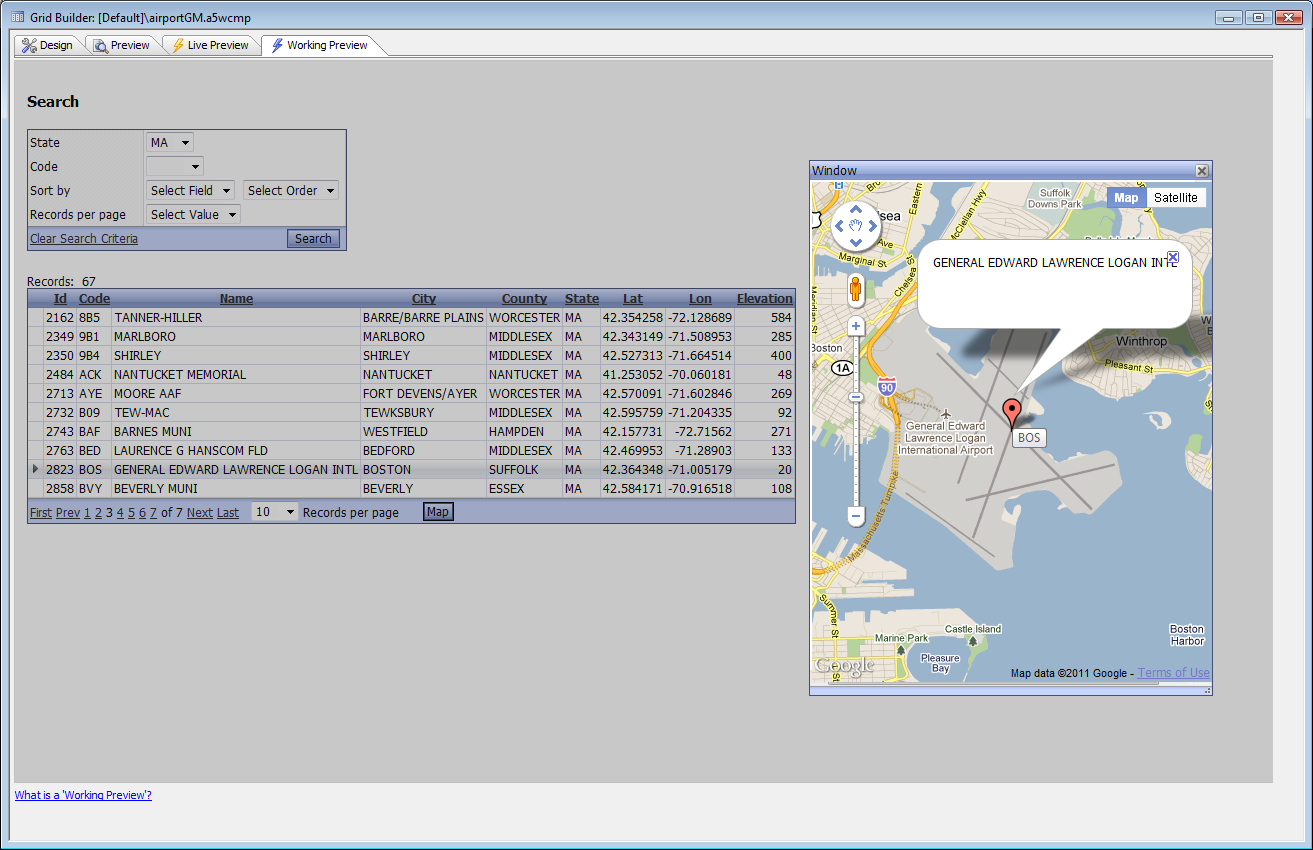 Grid Builder: [Default]\airportGM.a5wcmp
Design Preview Live Preview Working Preview
Search
State MA
Code
Sort by Select Field Select Order
Records per page Select Value
Clear Search Criteria Search
Records: 67
Id Code Name City County State Lat Lon Elevation
2162 8B5 TANNER-HILLER BARRE/BARRE PLAINS WORCESTER MA 42.354258 -72.128689 584
2349 9B1 MARLBORO MARLBORO MIDDLESEX MA 42.343149 -71.508953 285
2350 9B4 SHIRLEY SHIRLEY MIDDLESEX MA 42.527313 -71.664514 400
2484 ACK NANTUCKET MEMORIAL NANTUCKET NANTUCKET MA 41.253052 -70.060181 48
2713 AYE MOORE AAF FORT DEVENS/AYER WORCESTER MA 42.570091 -71.602846 269
2732 B09 TEW-MAC TEWKSBURY MIDDLESEX MA 42.595759 -71.204335 92
2743 BAF BARNES MUNI WESTFIELD HAMPDEN MA 42.157731 -72.71562 271
2763 BED LAURENCE G HANSCOM FLD BEDFORD MIDDLESEX MA 42.469953 -71.28903 133
2823 BOS GENERAL EDWARD LAWRENCE LOGAN INTL BOSTON SUFFOLK MA 42.364348 -71.005179 20
2858 BVY BEVERLY MUNI BEVERLY ESSEX MA 42.584171 -70.916518 108
First Prev 1 2 3 4 5 6 7 of 7 Next Last 10 Records per page Map
Window
Suffolk
Downs Park
Map Satellite
Eastern
McClellan Hwy
sea
Ave
Marginal St
Chelsea St
GENERAL EDWARD LAWRENCE LOGAN INTL
Meridian St
Boston
1A
90
Winthrop
Pleasant St
General Edward
Lawrence Logan
International Airport
BOS
Massachusetts Turnpike
Summer St
Castle Island
Marine Park
Pleasure
Bay
Boston
Harbor
Google
Map data ©2011 Google - Terms of Use
What is a 'Working Preview'?